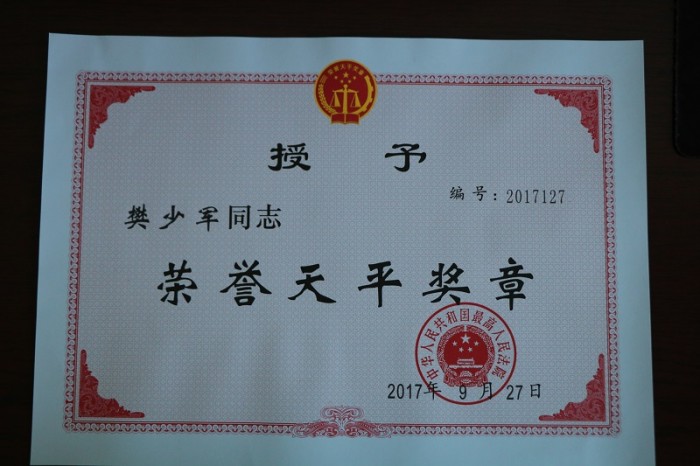 授予
编号：2017127
樊少军同志
荣誉天平奖章
中华人民共和国最高人民法院
2017年 9 月 27日